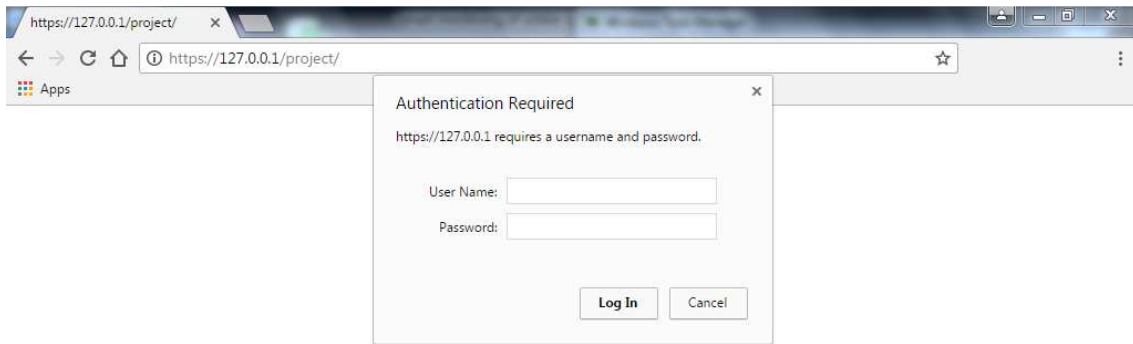 https://127.0.0.1/project/
https://127.0.0.1/project/
Apps
Authentication Required
https://127.0.0.1 requires a username and password.
User Name:
Password:
Log In
Cancel